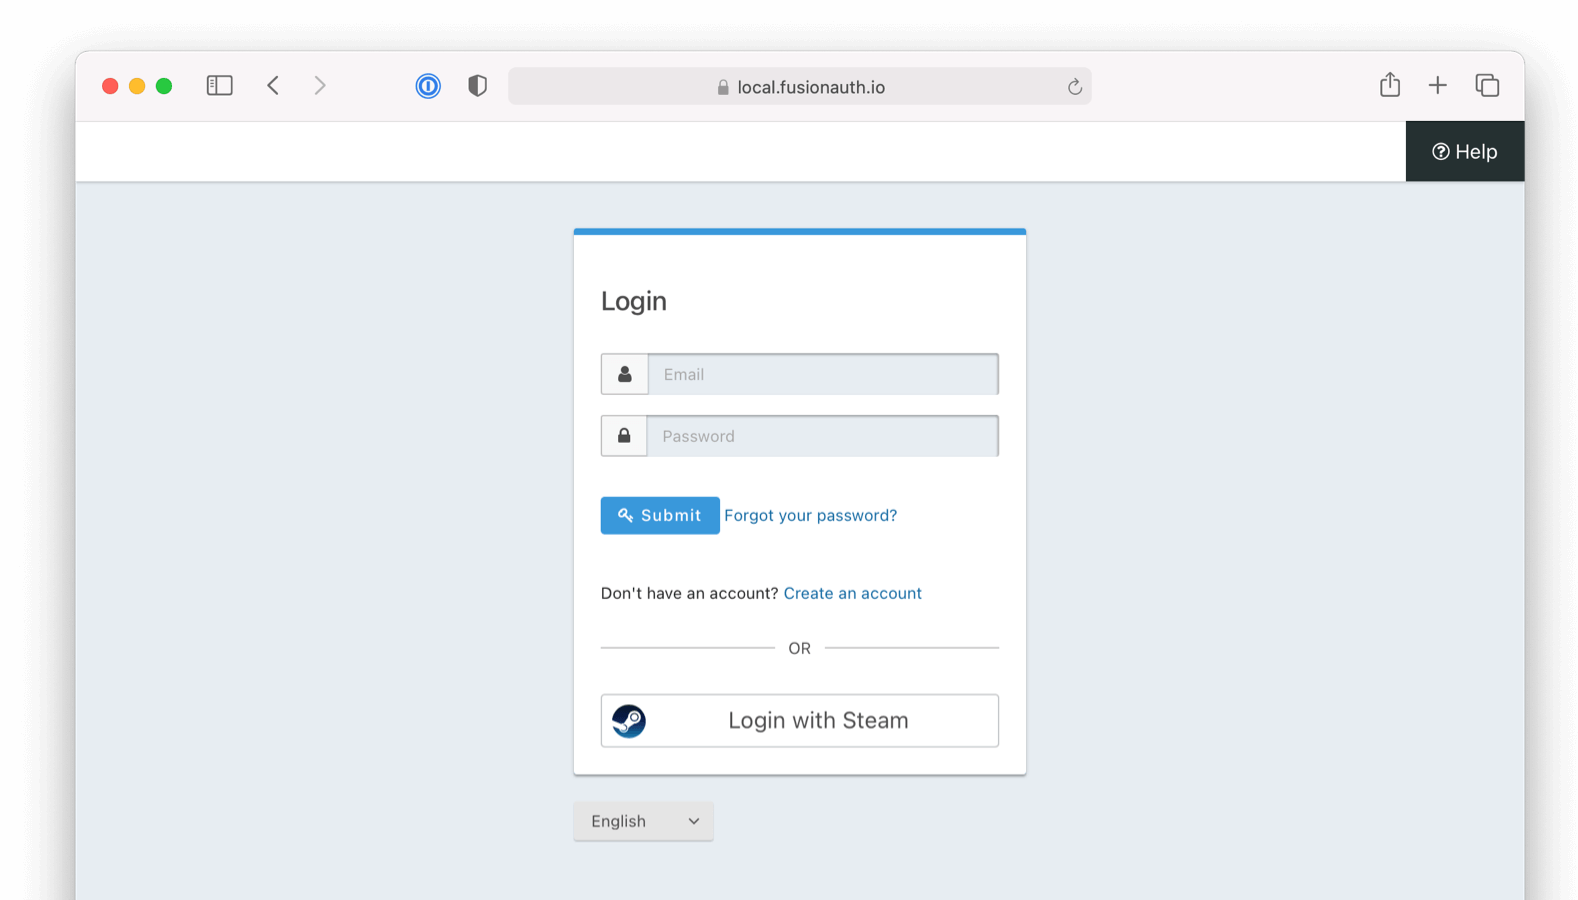 local.fusionauth.io
Help
Login
Email
Password
Submit Forgot your password?
Don't have an account? Create an account
OR
Login with Steam
English